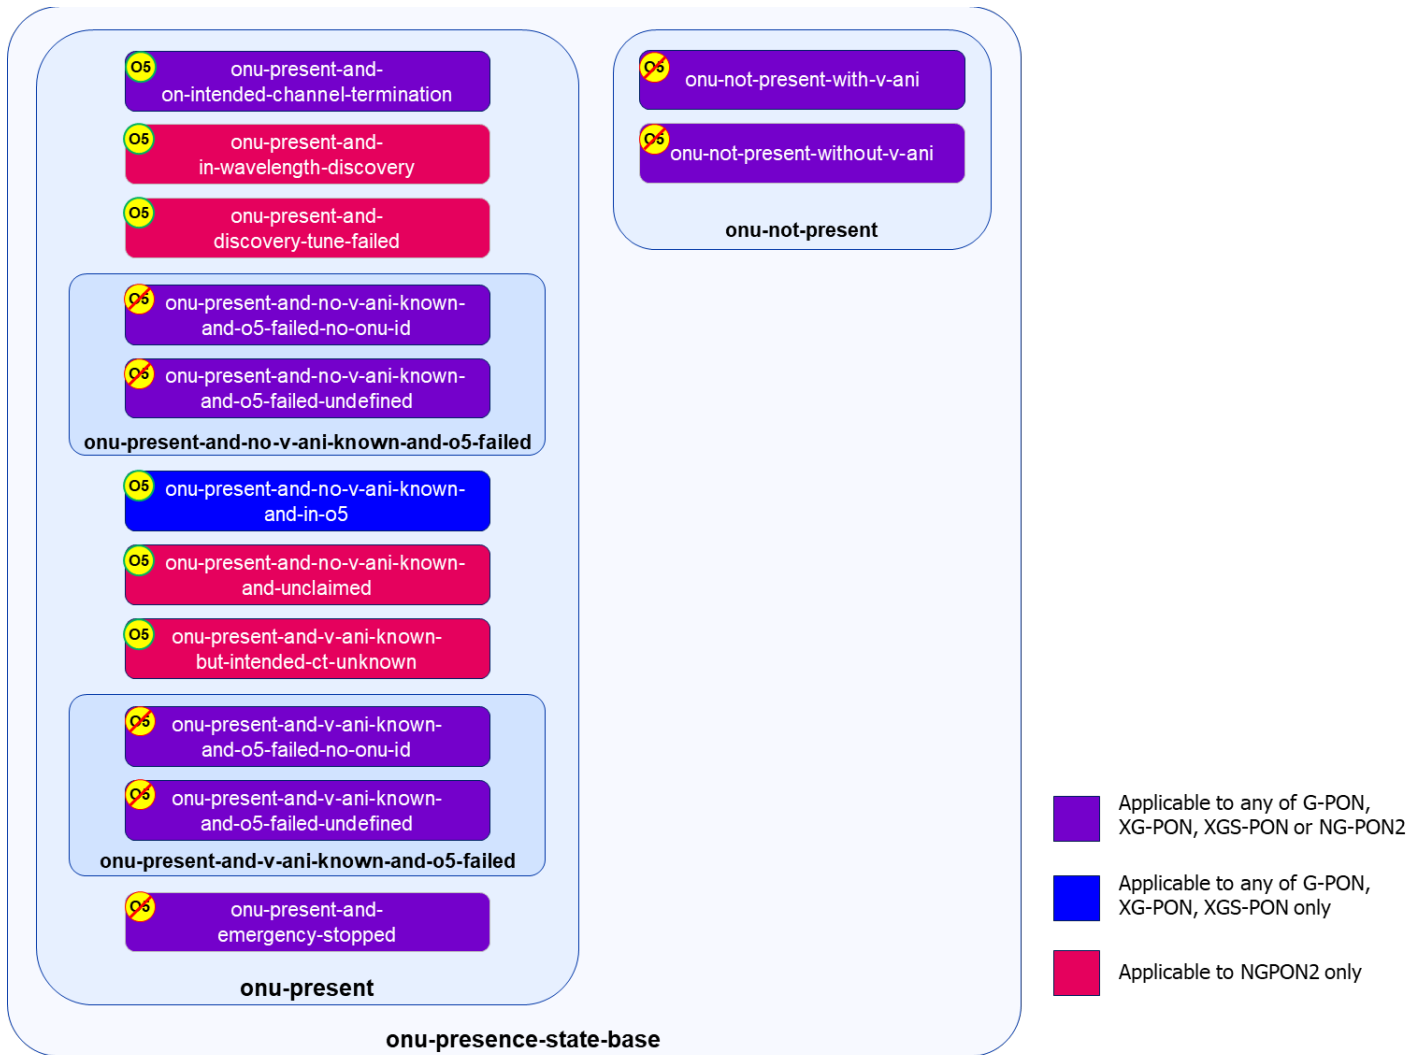 O5
onu-present-and-
on-intended-channel-termination
O5
onu-present-and-
in-wavelength-discovery
O5
onu-present-and-
discovery-tune-failed
O5
onu-present-and-no-v-ani-known-
and-o5-failed-no-onu-id
O5
onu-present-and-no-v-ani-known-
and-o5-failed-undefined
onu-present-and-no-v-ani-known-and-o5-failed
O5
onu-present-and-no-v-ani-known-
and-in-o5
O5
onu-present-and-no-v-ani-known-
and-unclaimed
O5
onu-present-and-v-ani-known-
but-intended-ct-unknown
O5
onu-present-and-v-ani-known-
and-o5-failed-no-onu-id
O5
onu-present-and-v-ani-known-
and-o5-failed-undefined
onu-present-and-v-ani-known-and-o5-failed
O5
onu-present-and-
emergency-stopped
onu-present
O5
onu-not-present-with-v-ani
O5
onu-not-present-without-v-ani
onu-not-present
onu-presence-state-base
Applicable to any of G-PON,
XG-PON, XGS-PON or NG-PON2
Applicable to any of G-PON,
XG-PON, XGS-PON only
Applicable to NGPON2 only